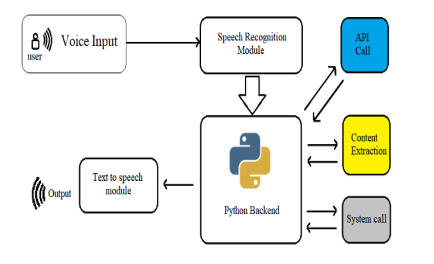 Voice Input
user
Speech Recognition
Module
API
Call
Content
Extraction
Python Backend
System call
Text to speech
module
Output